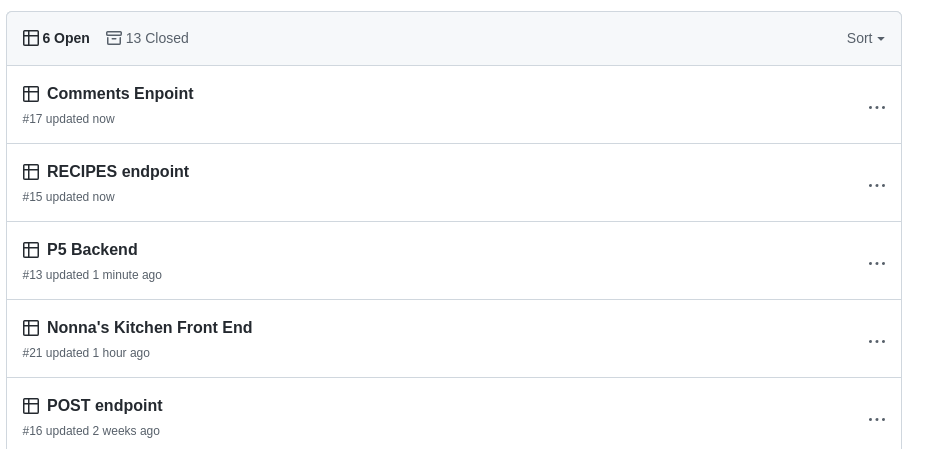 6 Open 13 Closed Sort
Comments Enpoint
#17 updated now
RECIPES endpoint
#15 updated now
P5 Backend
#13 updated 1 minute ago
Nonna's Kitchen Front End
#21 updated 1 hour ago
POST endpoint
#16 updated 2 weeks ago